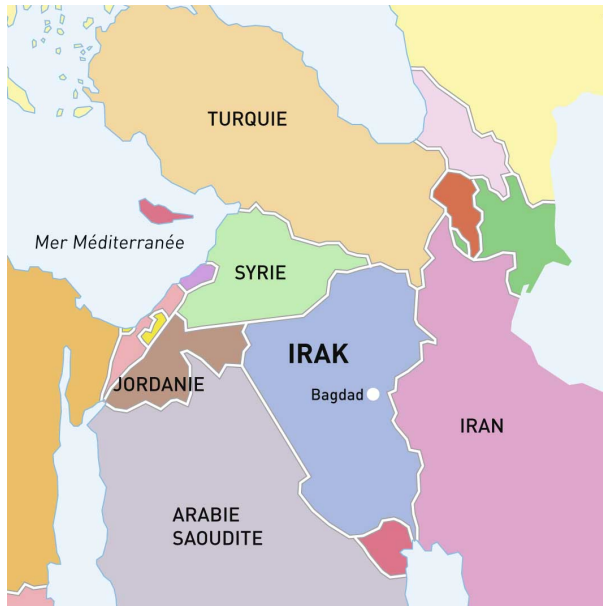 TURQUIE
Mer Méditerranée
SYRIE
IRAK
JORDANIE
Bagdad
IRAN
ARABIE
SAOUDITE